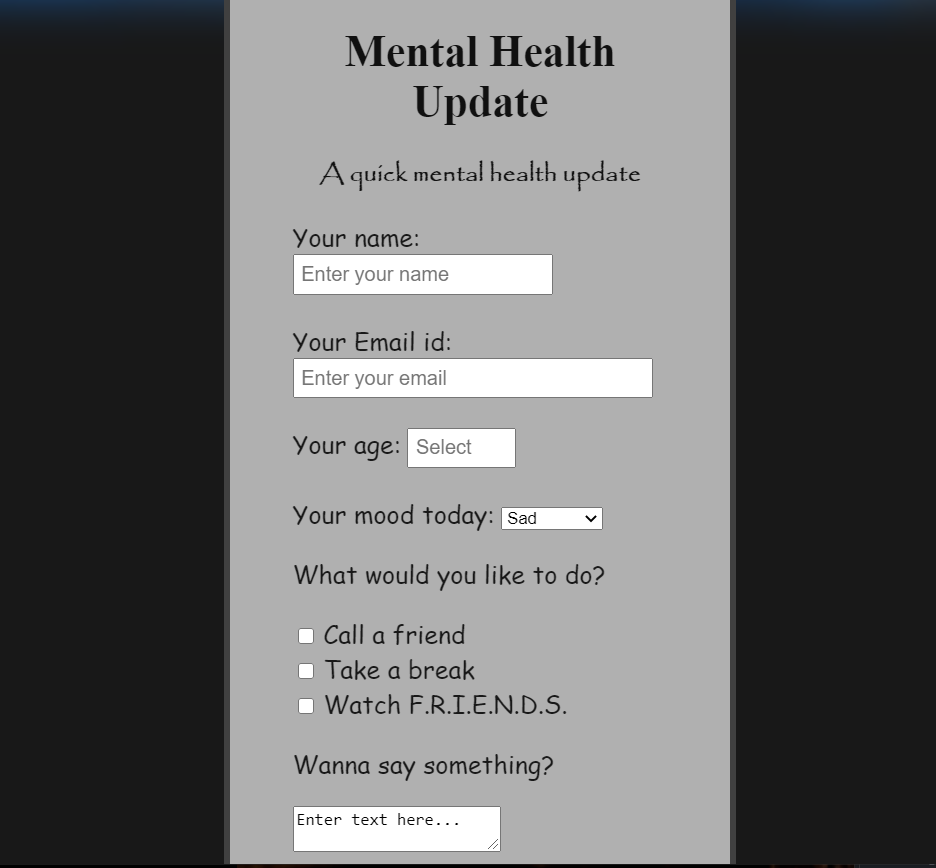 Mental Health
Update
A quick mental health update
Your name:
Enter your name
Your Email id:
Enter your email
Your age: Select
Your mood today: Sad
What would you like to do?
Call a friend
Take a break
Watch F.R.I.E.N.D.S.
Wanna say something?
Enter text here...